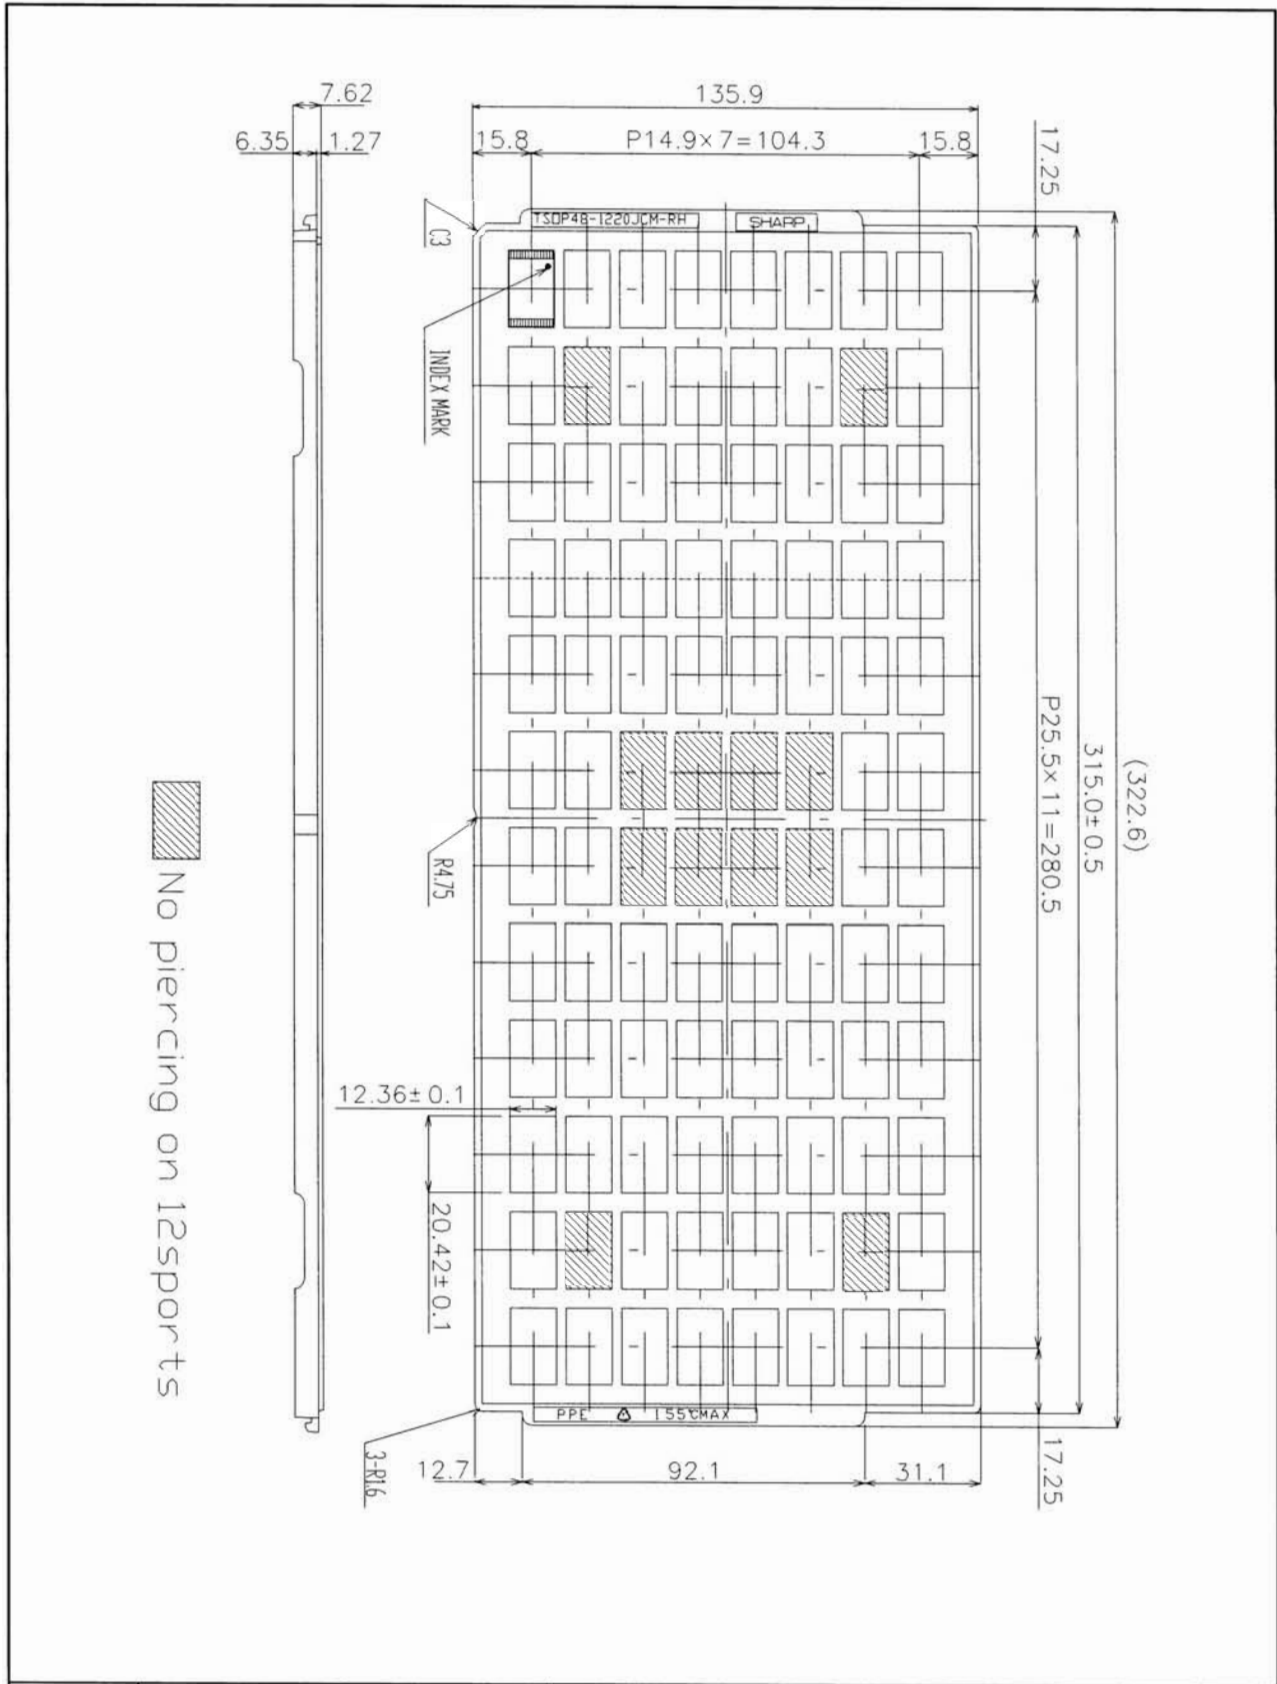 7.62
6.35
1.27
135.9
15.8
P14.9×7=104.3
15.8
17.25
TSOP48-1220JCM-RH
SHARP
C3
INDEX MARK
(322.6)
315.0±0.5
P25.5×11=280.5
R4.75
12.36±0.1
20.42±0.1
No piercing on 12sports
PPE
155℃MAX
3-R1.6
12.7
92.1
31.1
17.25